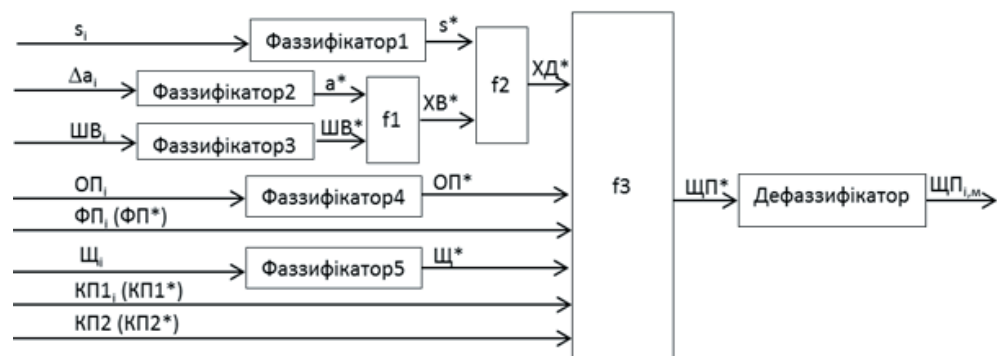 sᵢ
Фаззифікатор1
s*
Δaᵢ
Фаззифікатор2
a*
ШВᵢ
Фаззифікатор3
ШВ*
f1
ХВ*
f2
ХД*
ОПᵢ
Фаззифікатор4
ОП*
ФПᵢ (ФП*)
Щᵢ
Фаззифікатор5
Щ*
КП1ᵢ (КП1*)
КП2 (КП2*)
f3
ЩП*
Дефаззифікатор
ЩПᵢ,ₘ